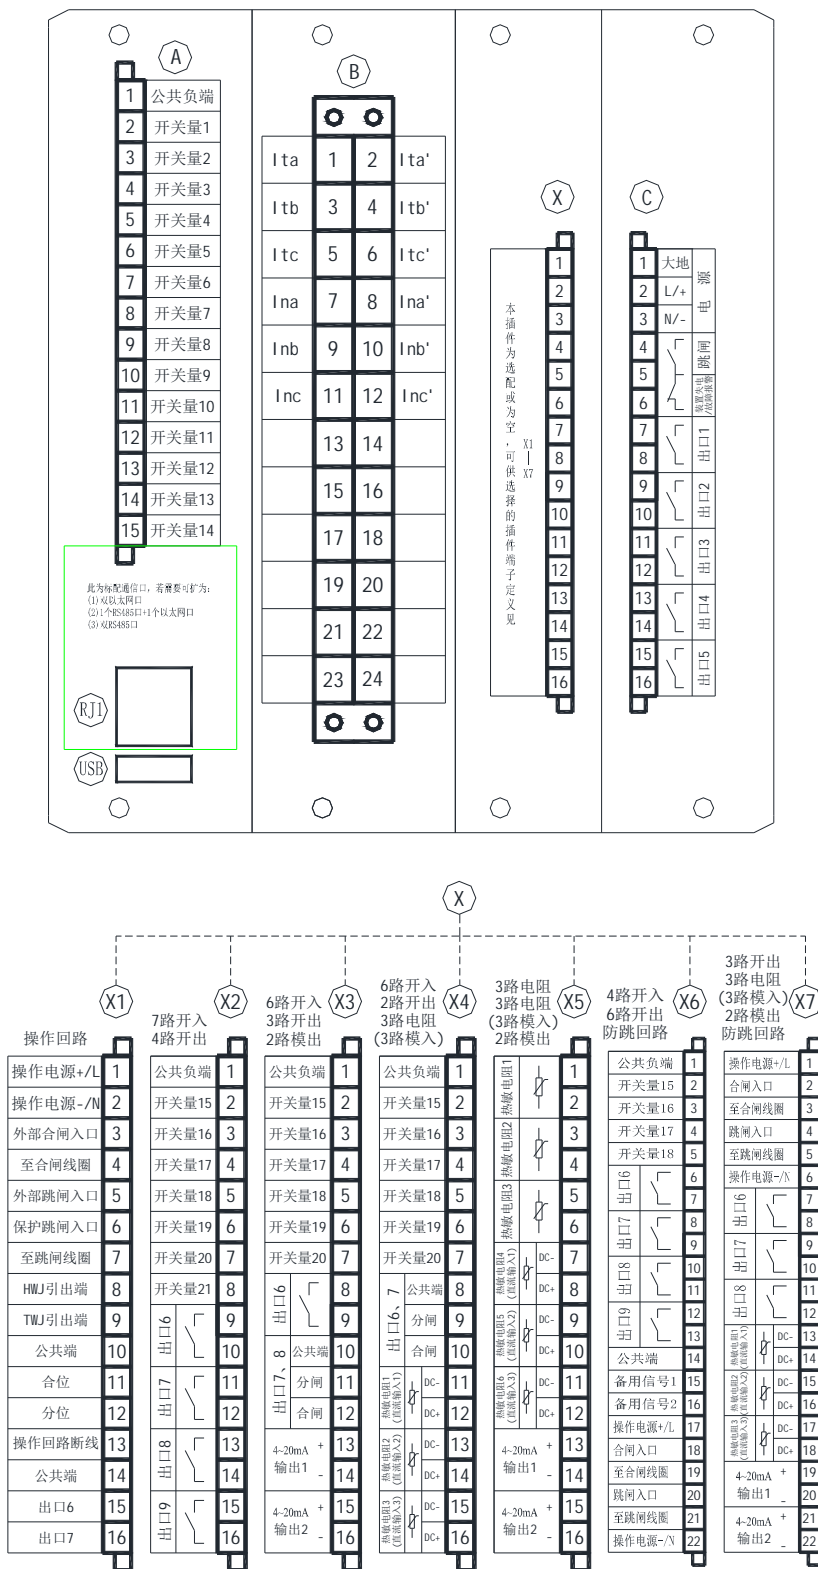 A
1 公共负端
2 开关量1
3 开关量2
4 开关量3
5 开关量4
6 开关量5
7 开关量6
8 开关量7
9 开关量8
10 开关量9
11 开关量10
12 开关量11
13 开关量12
14 开关量13
15 开关量14
此为标配通信口，若需要可扩为:
(1)双以太网口
(2)1个RS485口+1个以太网口
(3)双RS485口
RJ1
USB
B
Ita 1 2 Ita'
Itb 3 4 Itb'
Itc 5 6 Itc'
Ina 7 8 Ina'
Inb 9 10 Inb'
Inc 11 12 Inc'
13 14
15 16
17 18
19 20
21 22
23 24
X
本插件为选配或为空，可供选择的插件端子定义见
X1
|
X7
1
2
3
4
5
6
7
8
9
10
11
12
13
14
15
16
C
1 大地
2 L/+
3 N/-
电源
4
5
6
跳闸
装置失电
/故障报警
7
8
出口1
9
10
出口2
11
12
出口3
13
14
出口4
15
16
出口5
X
X1
操作回路
操作电源+/L 1
操作电源-/N 2
外部合闸入口 3
至合闸线圈 4
外部跳闸入口 5
保护跳闸入口 6
至跳闸线圈 7
HWJ引出端 8
TWJ引出端 9
公共端 10
合位 11
分位 12
操作回路断线 13
公共端 14
出口6 15
出口7 16
X2
7路开入
4路开出
公共负端 1
开关量15 2
开关量16 3
开关量17 4
开关量18 5
开关量19 6
开关量20 7
开关量21 8
出口6 9
10
出口7 11
12
出口8 13
14
出口9 15
16
X3
6路开入
3路开出
2路模出
公共负端 1
开关量15 2
开关量16 3
开关量17 4
开关量18 5
开关量19 6
开关量20 7
出口6 8
9
出口7、8
公共端 10
分闸 11
合闸 12
4~20mA + 13
输出1 - 14
4~20mA + 15
输出2 - 16
X4
6路开入
2路开出
3路电阻
(3路模入)
公共负端 1
开关量15 2
开关量16 3
开关量17 4
开关量18 5
开关量19 6
开关量20 7
出口6、7
公共端 8
分闸 9
合闸 10
热敏电阻1
(直流输入1)
DC- 11
DC+ 12
热敏电阻2
(直流输入2)
DC- 13
DC+ 14
热敏电阻3
(直流输入3)
DC- 15
DC+ 16
X5
3路电阻
3路电阻
(3路模入)
2路模出
热敏电阻1 1
2
热敏电阻2 3
4
热敏电阻3 5
6
热敏电阻4
(直流输入1)
DC- 7
DC+ 8
热敏电阻5
(直流输入2)
DC- 9
DC+ 10
热敏电阻6
(直流输入3)
DC- 11
DC+ 12
4~20mA + 13
输出1 - 14
4~20mA + 15
输出2 - 16
X6
4路开入
6路开出
防跳回路
公共负端 1
开关量15 2
开关量16 3
开关量17 4
开关量18 5
出口6 6
7
出口7 8
9
出口8 10
11
出口9 12
13
公共端 14
备用信号1 15
备用信号2 16
操作电源+/L 17
合闸入口 18
至合闸线圈 19
跳闸入口 20
至跳闸线圈 21
操作电源-/N 22
X7
3路开出
3路电阻
(3路模入)
2路模出
防跳回路
操作电源+/L 1
合闸入口 2
至合闸线圈 3
跳闸入口 4
至跳闸线圈 5
操作电源-/N 6
出口6 7
8
出口7 9
10
出口8 11
12
热敏电阻1
(直流输入1)
DC- 13
DC+ 14
热敏电阻2
(直流输入2)
DC- 15
DC+ 16
热敏电阻3
(直流输入3)
DC- 17
DC+ 18
4~20mA + 19
输出1 - 20
4~20mA + 21
输出2 - 22